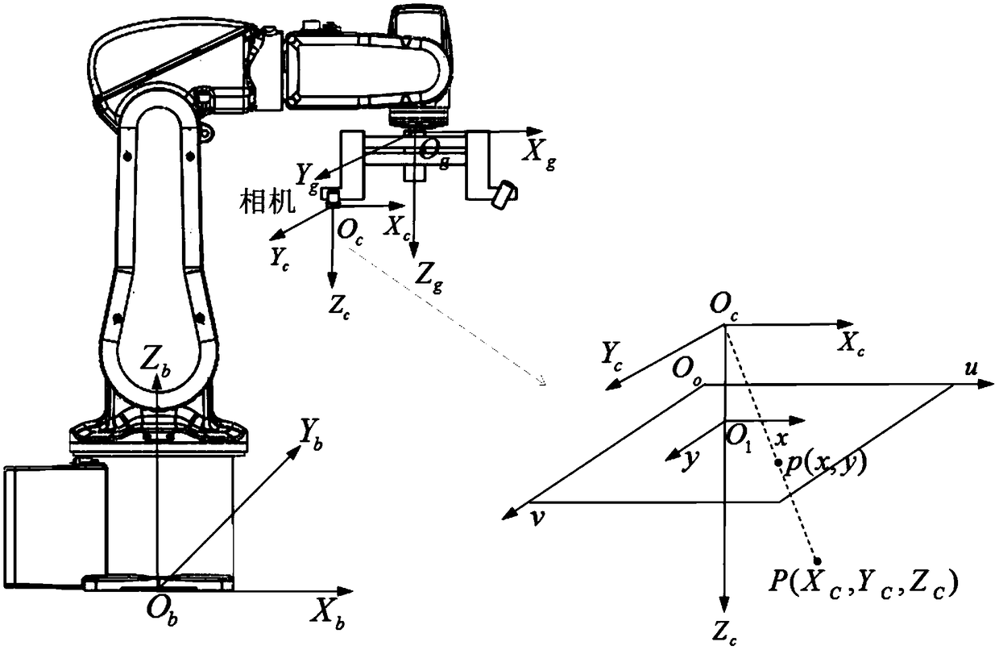 O_g
X_g
Y_g
相机
O_c
X_c
Y_c
Z_g
Z_c
Z_b
Y_b
O_b
X_b
O_c
X_c
Y_c
O_o
u
O_1
x
y
p(x,y)
v
P(X_C,Y_C,Z_C)
Z_c